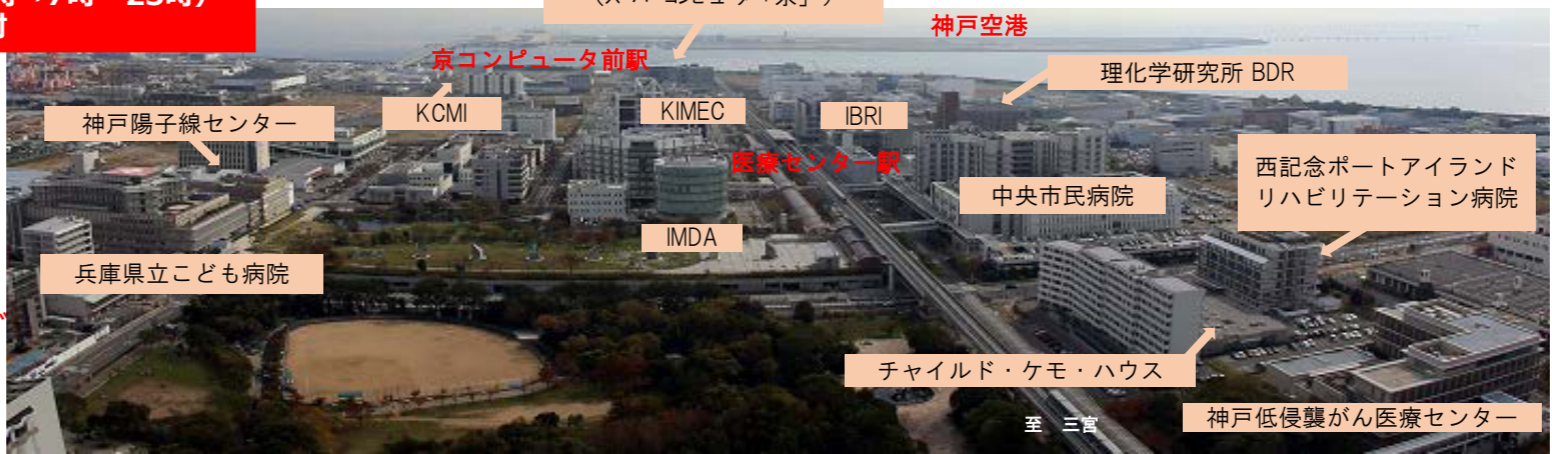 神戸空港
京コンピュータ前駅
理化学研究所 BDR
KCMI
KIMEC
IBRI
神戸陽子線センター
医療センター駅
西記念ポートアイランド
リハビリテーション病院
中央市民病院
IMDA
兵庫県立こども病院
チャイルド・ケモ・ハウス
至 三宮
神戸低侵襲がん医療センター